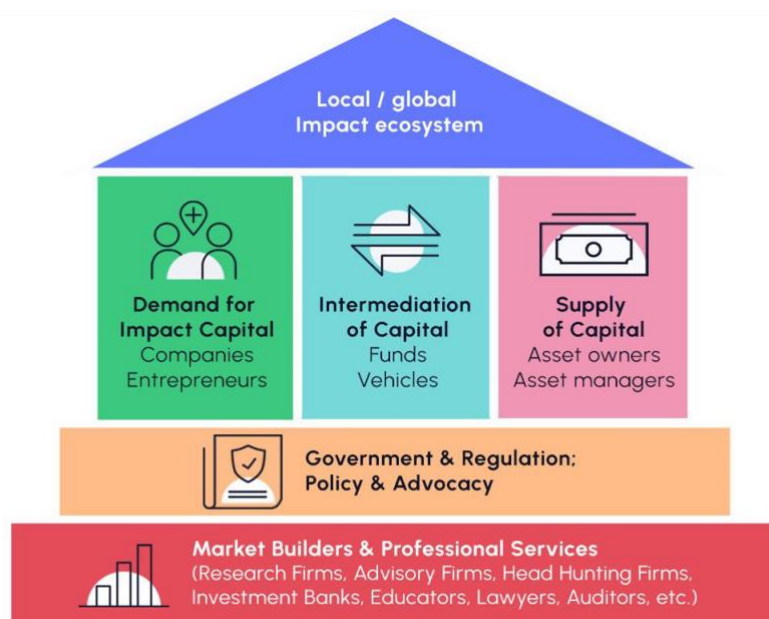 Local / global
Impact ecosystem
Demand for
Impact Capital
Companies
Entrepreneurs
Intermediation
of Capital
Funds
Vehicles
Supply
of Capital
Asset owners
Asset managers
Government & Regulation;
Policy & Advocacy
Market Builders & Professional Services
(Research Firms, Advisory Firms, Head Hunting Firms,
Investment Banks, Educators, Lawyers, Auditors, etc.)